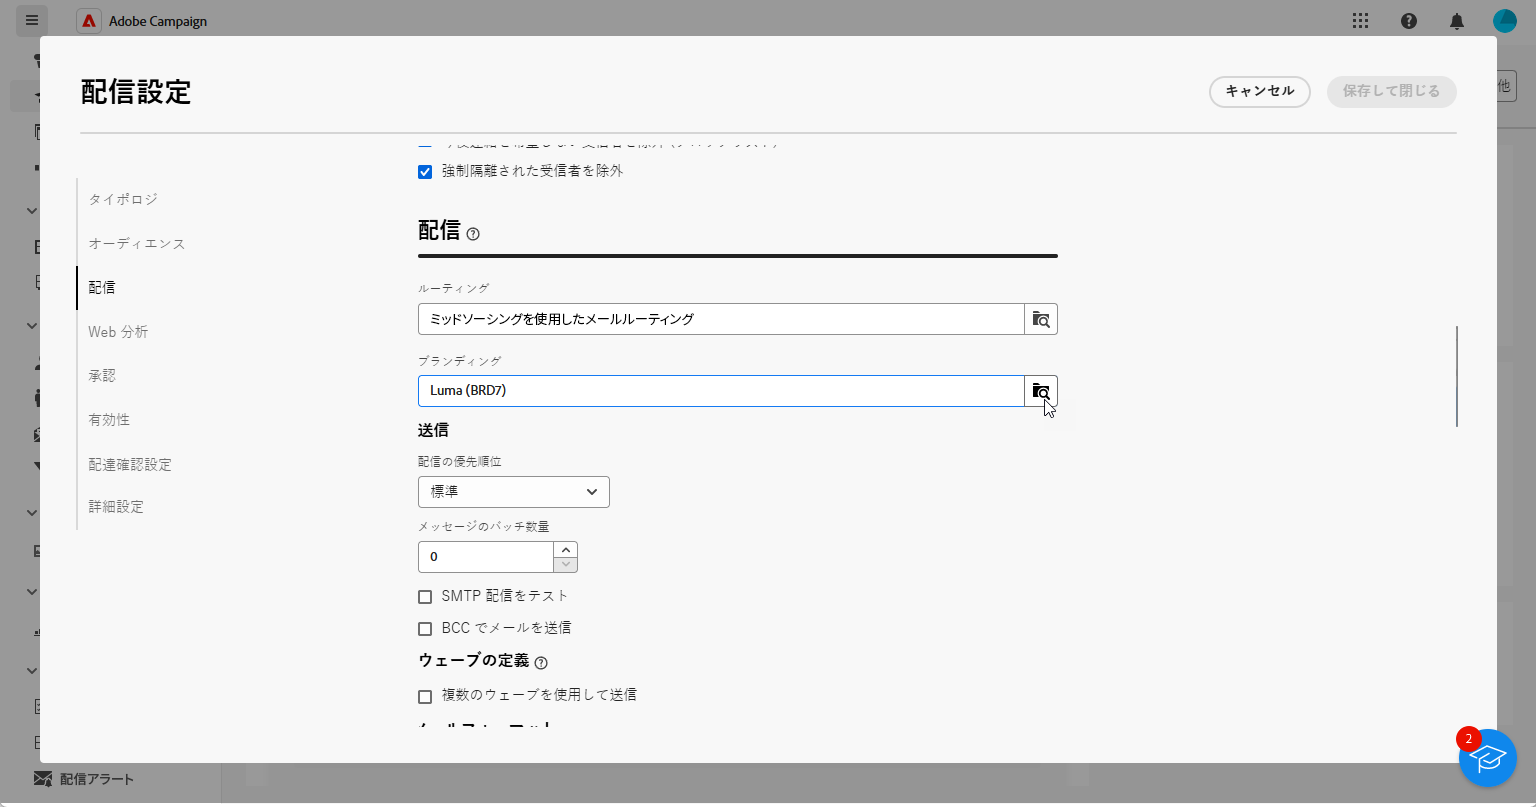 Adobe Campaign
他
配信設定
キャンセル
保存して閉じる
強制隔離された受信者を除外
タイポロジ
オーディエンス
配信
Web 分析
承認
有効性
配達確認設定
詳細設定
配信
ルーティング
ミッドソーシングを使用したメールルーティング
ブランディング
Luma (BRD7)
送信
配信の優先順位
標準
メッセージのバッチ数量
0
SMTP 配信をテスト
BCC でメールを送信
ウェーブの定義
複数のウェーブを使用して送信
2
配信アラート